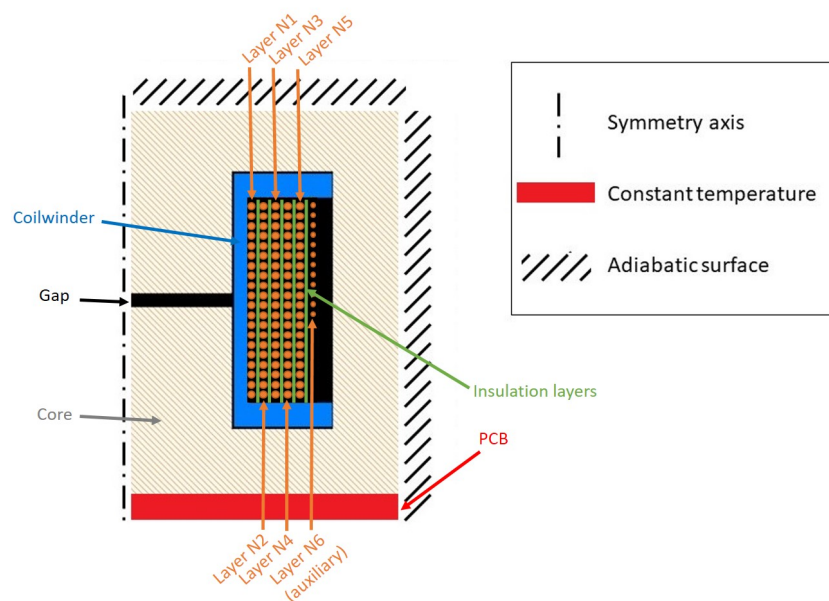 Layer N1
Layer N3
Layer N5
Symmetry axis
Constant temperature
Adiabatic surface
Coilwinder
Gap
Core
Insulation layers
PCB
Layer N2
Layer N4
Layer N6
(auxiliary)